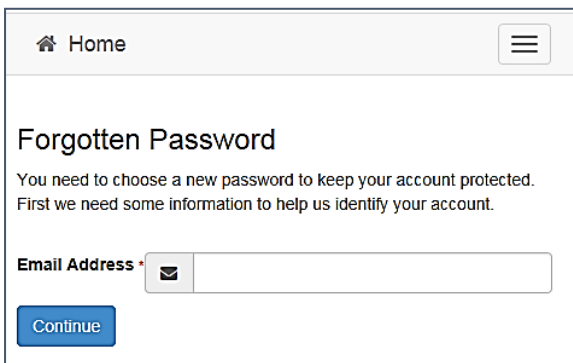 Home
Forgotten Password
You need to choose a new password to keep your account protected.
First we need some information to help us identify your account.
Email Address *
Continue